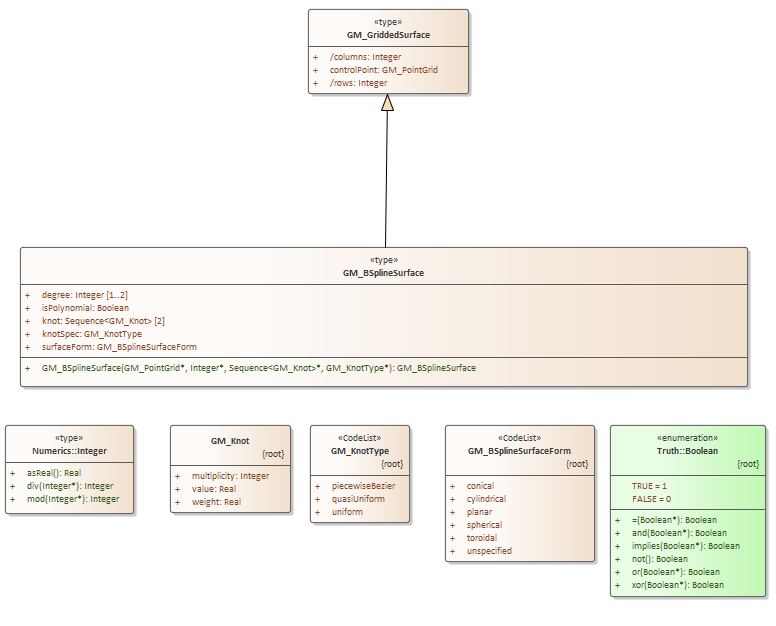 «type»
GM_GriddedSurface
+ /columns: Integer
+ controlPoint: GM_PointGrid
+ /rows: Integer
«type»
GM_BSplineSurface
+ degree: Integer [1..2]
+ isPolynomial: Boolean
+ knot: Sequence<GM_Knot> [2]
+ knotSpec: GM_KnotType
+ surfaceForm: GM_BSplineSurfaceForm
+ GM_BSplineSurface(GM_PointGrid*, Integer*, Sequence<GM_Knot>*, GM_KnotType*): GM_BSplineSurface
«type»
Numerics::Integer
+ asReal(): Real
+ div(Integer*): Integer
+ mod(Integer*): Integer
GM_Knot
{root}
+ multiplicity: Integer
+ value: Real
+ weight: Real
«CodeList»
GM_KnotType
{root}
+ piecewiseBezier
+ quasiUniform
+ uniform
«CodeList»
GM_BSplineSurfaceForm
{root}
+ conical
+ cylindrical
+ planar
+ spherical
+ toroidal
+ unspecified
«enumeration»
Truth::Boolean
{root}
TRUE = 1
FALSE = 0
+ =(Boolean*): Boolean
+ and(Boolean*): Boolean
+ implies(Boolean*): Boolean
+ not(): Boolean
+ or(Boolean*): Boolean
+ xor(Boolean*): Boolean